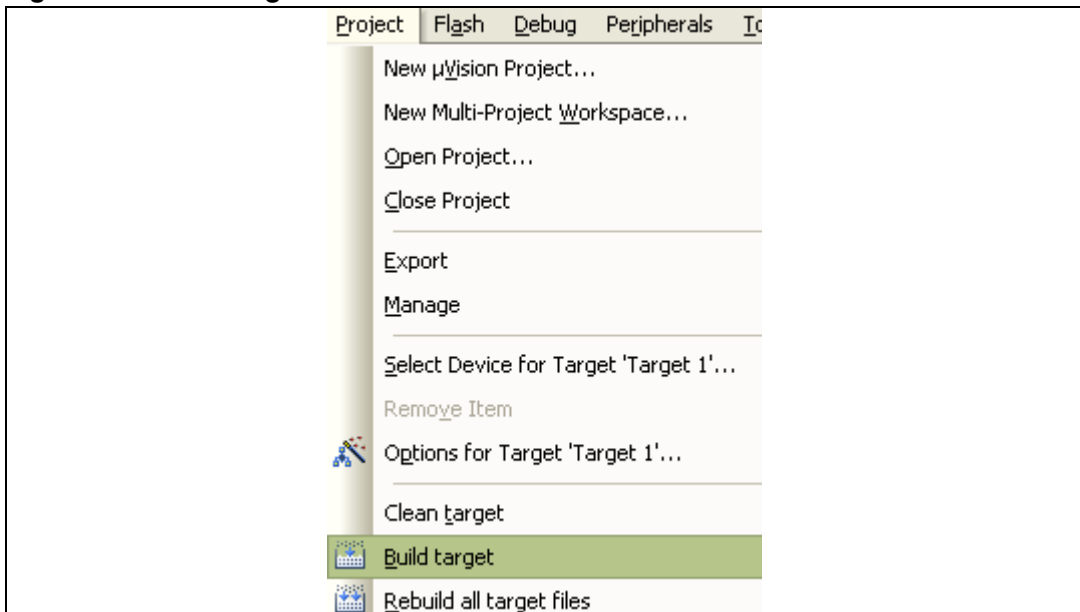 Project Flash Debug Peripherals
New µVision Project...
New Multi-Project Workspace...
Open Project...
Close Project
Export
Manage
Select Device for Target 'Target 1'...
Remove Item
Options for Target 'Target 1'...
Clean target
Build target
Rebuild all target files